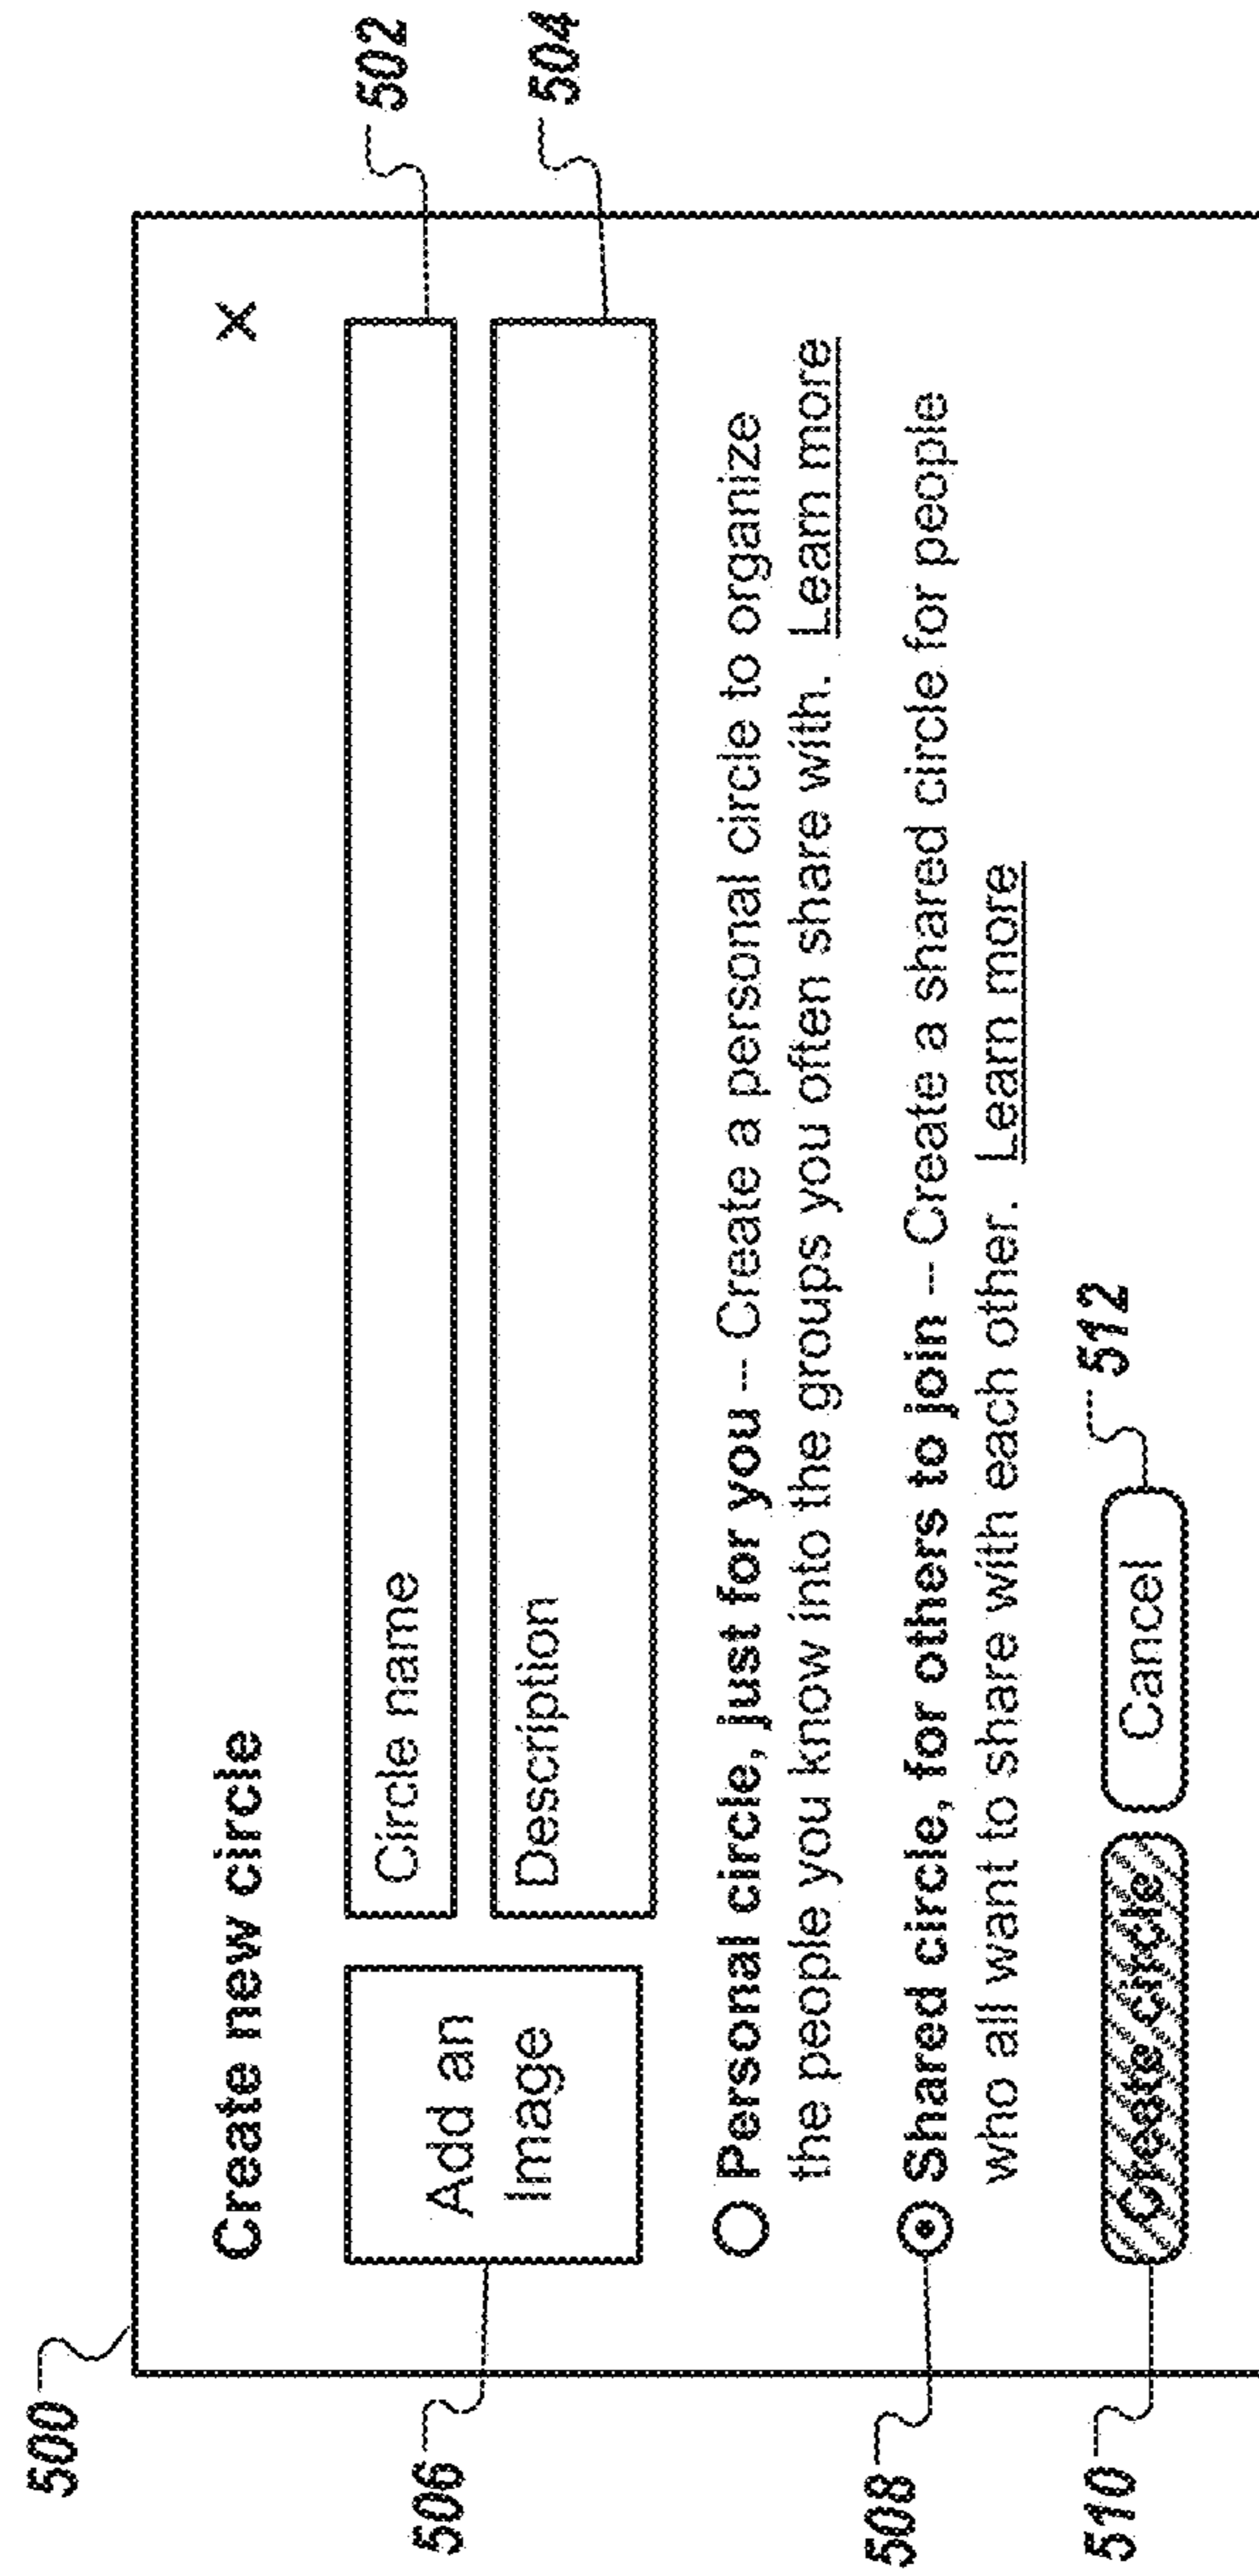 500
Create new circle
X
506
Add an
Image
Circle name
502
Description
504
Personal circle, just for you -- Create a personal circle to organize
the people you know into the groups you often share with. Learn more
508
Shared circle, for others to join -- Create a shared circle for people
who all want to share with each other. Learn more
510
Create circle
Cancel
512